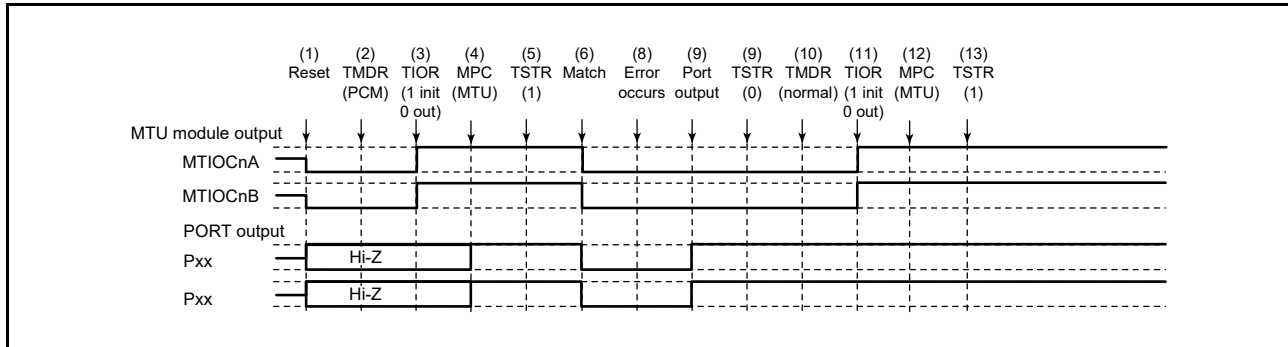 (1) (2) (3) (4) (5) (6) (8) (9) (9) (10) (11) (12) (13)
Reset TMDR TIOR MPC TSTR Match Error Port TSTR TMDR TIOR MPC TSTR
(PCM) (1 init (MTU) (1) occurs output (0) (normal) (1 init (MTU) (1)
0 out) 0 out)
MTU module output
MTIOCnA
MTIOCnB
PORT output
Pxx Hi-Z
Pxx Hi-Z